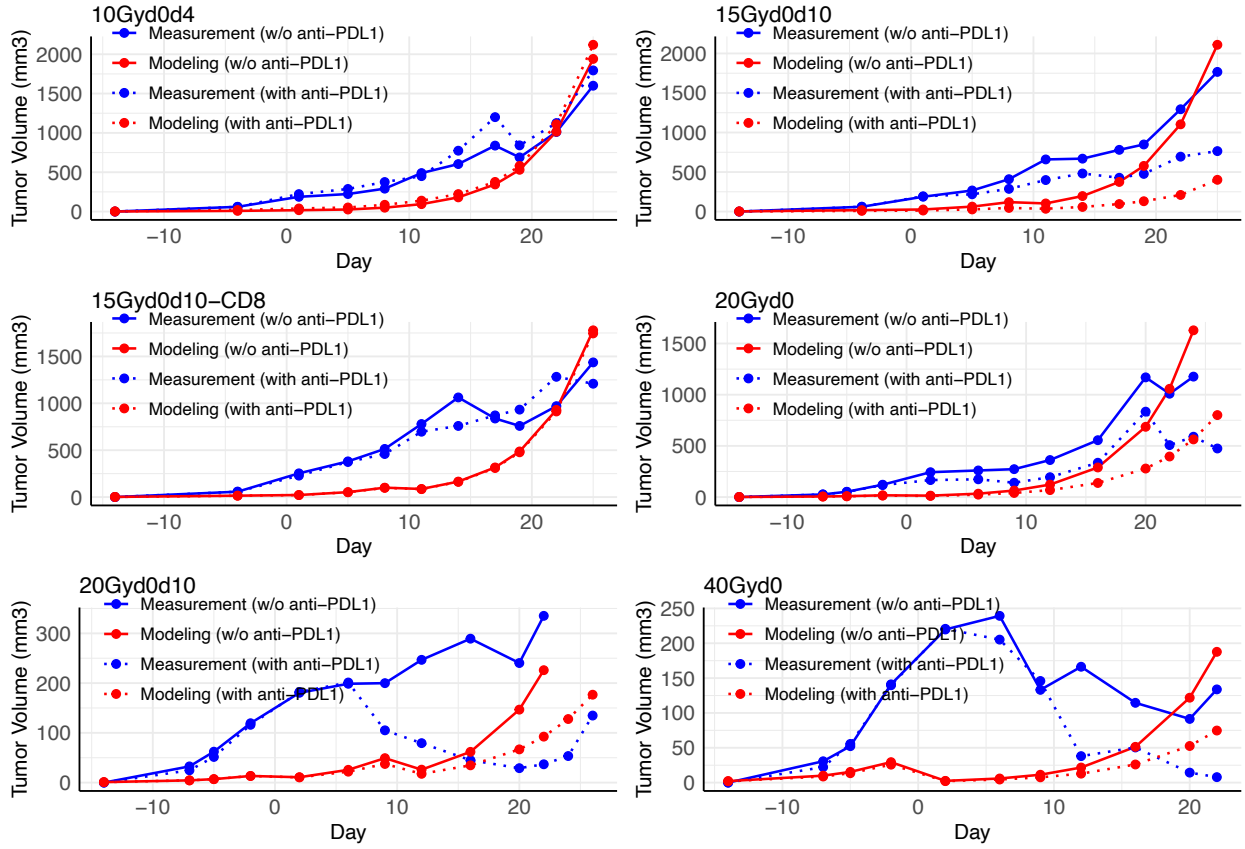 10Gyd0d4
Measurement (w/o anti−PDL1)
Modeling (w/o anti−PDL1)
Measurement (with anti−PDL1)
Modeling (with anti−PDL1)
Tumor Volume (mm3)
2000
1500
1000
500
0
−10 0 10 20
Day
15Gyd0d10
Measurement (w/o anti−PDL1)
Modeling (w/o anti−PDL1)
Measurement (with anti−PDL1)
Modeling (with anti−PDL1)
Tumor Volume (mm3)
2000
1500
1000
500
0
−10 0 10 20
Day
15Gyd0d10−CD8
Measurement (w/o anti−PDL1)
Modeling (w/o anti−PDL1)
Measurement (with anti−PDL1)
Modeling (with anti−PDL1)
Tumor Volume (mm3)
1500
1000
500
0
−10 0 10 20
Day
20Gyd0
Measurement (w/o anti−PDL1)
Modeling (w/o anti−PDL1)
Measurement (with anti−PDL1)
Modeling (with anti−PDL1)
Tumor Volume (mm3)
1500
1000
500
0
−10 0 10 20
Day
20Gyd0d10
Measurement (w/o anti−PDL1)
Modeling (w/o anti−PDL1)
Measurement (with anti−PDL1)
Modeling (with anti−PDL1)
Tumor Volume (mm3)
300
200
100
0
−10 0 10 20
Day
40Gyd0
Measurement (w/o anti−PDL1)
Modeling (w/o anti−PDL1)
Measurement (with anti−PDL1)
Modeling (with anti−PDL1)
Tumor Volume (mm3)
250
200
150
100
50
0
−10 0 10 20
Day